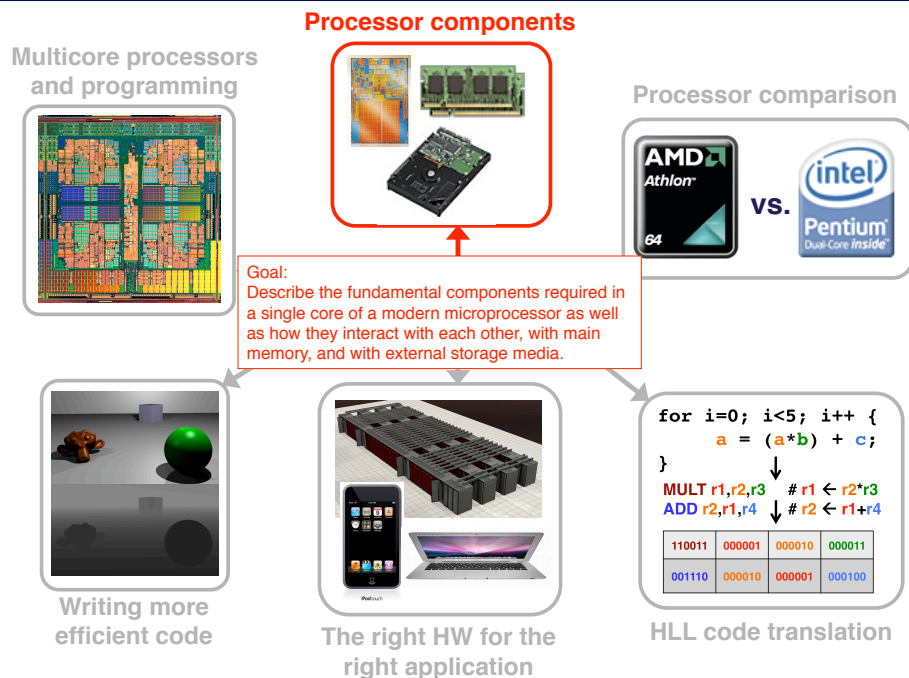 Processor components
Multicore processors
and programming
Processor comparison
AMD
Athlon™
64
vs.
intel
Pentium®
Dual-Core inside™
Goal:
Describe the fundamental components required in
a single core of a modern microprocessor as well
as how they interact with each other, with main
memory, and with external storage media.
for i=0; i<5; i++ {
a = (a*b) + c;
}
MULT r1,r2,r3 # r1 ← r2*r3
ADD r2,r1,r4 # r2 ← r1+r4
110011 000001 000010 000011
001110 000010 000001 000100
iPod touch
Writing more
efficient code
The right HW for the
right application
HLL code translation